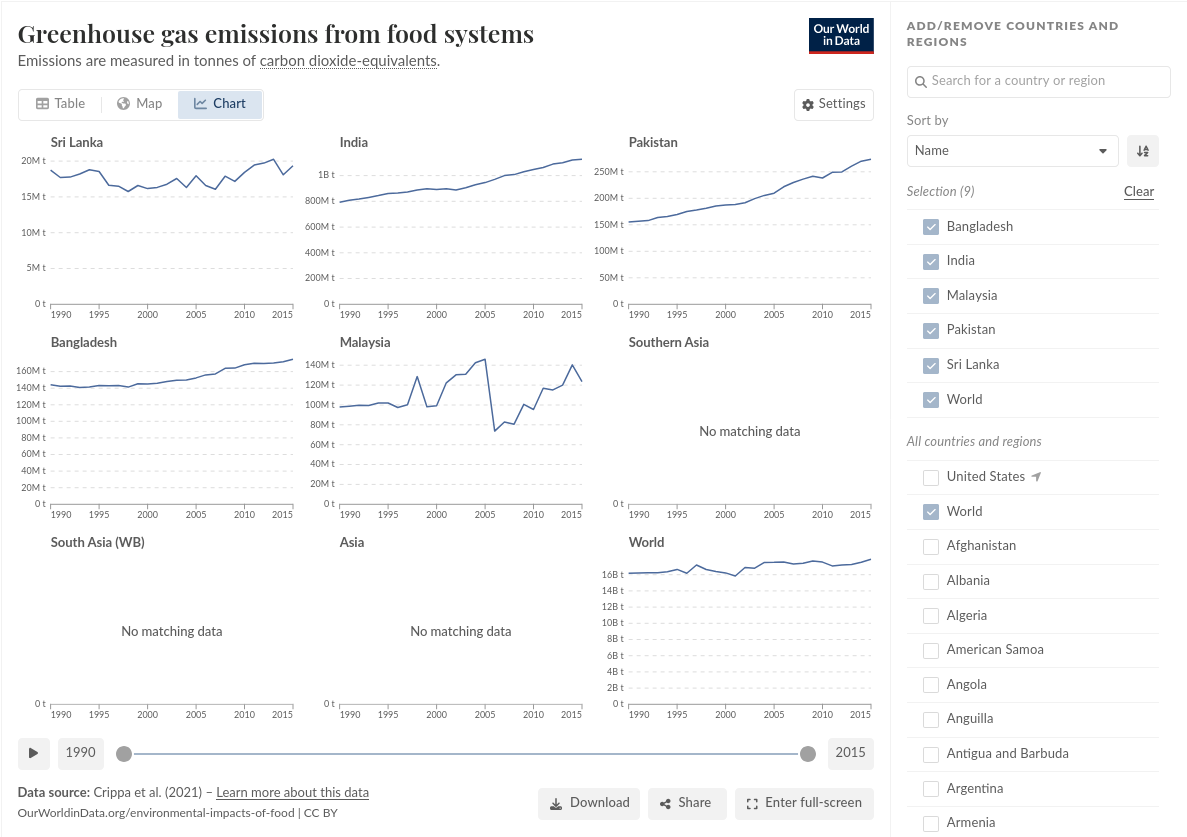 Greenhouse gas emissions from food systems
Emissions are measured in tonnes of carbon dioxide-equivalents.
Our World
in Data
Table
Map
Chart
Settings
Sri Lanka
20M t
15M t
10M t
5M t
0 t
1990 1995 2000 2005 2010 2015
India
1B t
800M t
600M t
400M t
200M t
0 t
1990 1995 2000 2005 2010 2015
Pakistan
250M t
200M t
150M t
100M t
50M t
0 t
1990 1995 2000 2005 2010 2015
Bangladesh
160M t
140M t
120M t
100M t
80M t
60M t
40M t
20M t
0 t
1990 1995 2000 2005 2010 2015
Malaysia
140M t
120M t
100M t
80M t
60M t
40M t
20M t
0 t
1990 1995 2000 2005 2010 2015
Southern Asia
No matching data
0 t
1990 1995 2000 2005 2010 2015
South Asia (WB)
No matching data
0 t
1990 1995 2000 2005 2010 2015
Asia
No matching data
0 t
1990 1995 2000 2005 2010 2015
World
16B t
14B t
12B t
10B t
8B t
6B t
4B t
2B t
0 t
1990 1995 2000 2005 2010 2015
1990
2015
Data source: Crippa et al. (2021) – Learn more about this data
OurWorldinData.org/environmental-impacts-of-food | CC BY
Download
Share
Enter full-screen
ADD/REMOVE COUNTRIES AND
REGIONS
Search for a country or region
Sort by
Name
Selection (9)
Clear
Bangladesh
India
Malaysia
Pakistan
Sri Lanka
World
All countries and regions
United States
World
Afghanistan
Albania
Algeria
American Samoa
Angola
Anguilla
Antigua and Barbuda
Argentina
Armenia